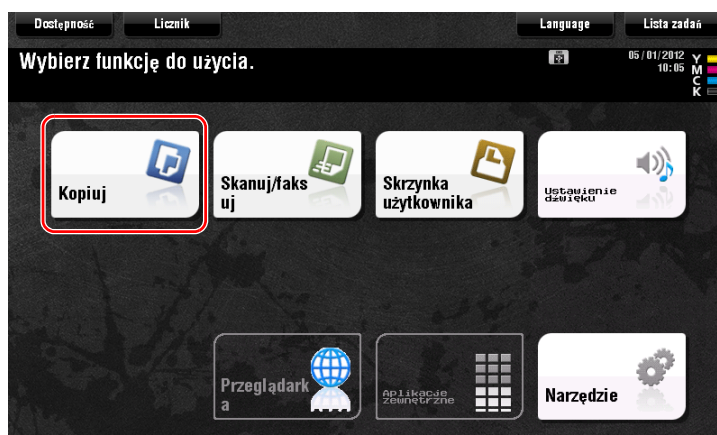 Dostępność Licznik Language Lista zadań
Wybierz funkcję do użycia.
05/01/2012
10:05
Y
M
C
K
Kopiuj
Skanuj/faks
uj
Skrzynka
użytkownika
Ustawienie
dźwięku
Przeglądark
a
Aplikacje
zewnętrzne
Narzędzie